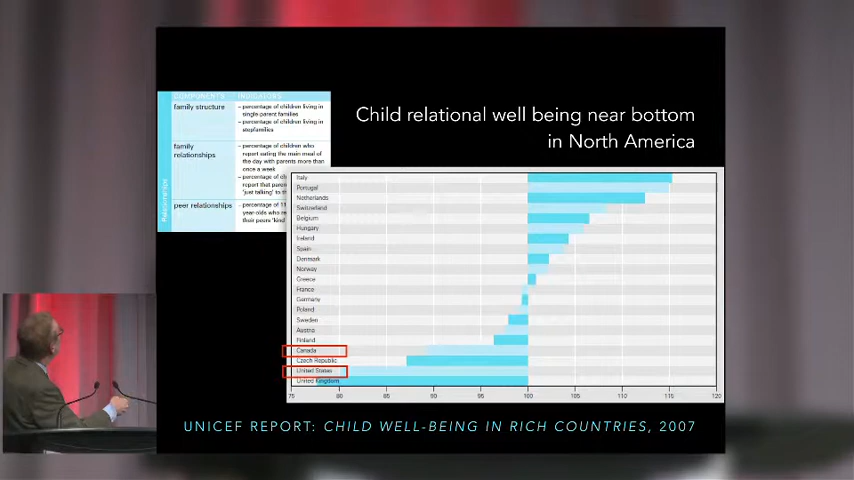 Child relational well being near bottom
in North America
COMPONENTS INDICATORS
family structure
– percentage of children living in
single parent families
– percentage of children living in
stepfamilies
family
relationships
– percentage of children who
report eating the main meal of
the day with parents more than
once a week
– percentage of
report that
'just talking' to
peer relationships
– percentage of 11
year-olds who
their peers 'kind
Relationships
Italy
Portugal
Netherlands
Switzerland
Belgium
Hungary
Ireland
Spain
Denmark
Norway
Greece
France
Germany
Poland
Sweden
Austria
Finland
Canada
Czech Republic
United States
United Kingdom
75 80 85 90 95 100 105 110 115 120
UNICEF REPORT: CHILD WELL-BEING IN RICH COUNTRIES, 2007